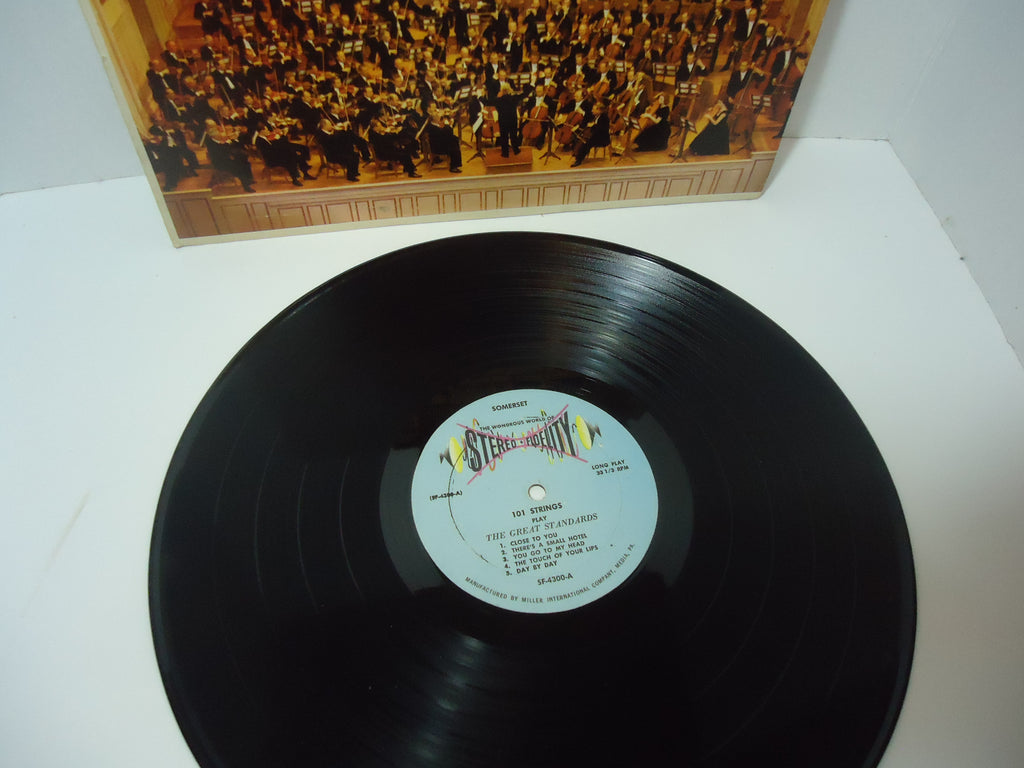 SOMERSET
THE WONDROUS WORLD OF
STEREO - FIDELITY
LONG PLAY
33 1/3 RPM
(SF-4300-A)
101 STRINGS
PLAY
THE GREAT STANDARDS
1. CLOSE TO YOU
2. THERE'S A SMALL HOTEL
3. YOU GO TO MY HEAD
4. THE TOUCH OF YOUR LIPS
5. DAY BY DAY
SF-4300-A
MANUFACTURED BY MILLER INTERNATIONAL COMPANY, MEDIA, PA.